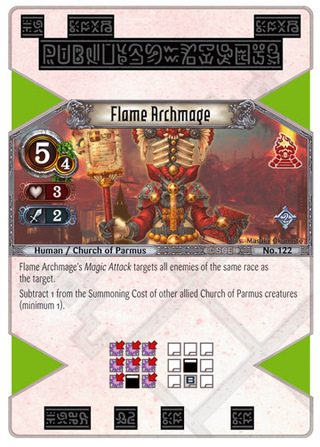 Flame Archmage
5
4
3
2
Human / Church of Parmus
SCE
No.122
Flame Archmage's Magic Attack targets all enemies of the same race as
the target.
Subtract 1 from the Summoning Cost of other allied Church of Parmus creatures
(minimum 1).